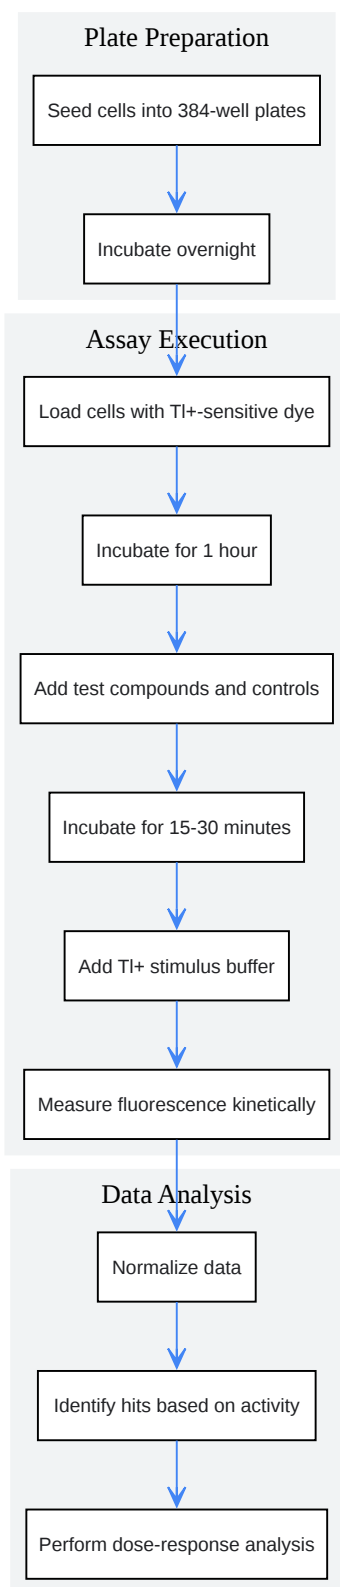 Plate Preparation
Seed cells into 384-well plates
Incubate overnight
Assay Execution
Load cells with Tl+-sensitive dye
Incubate for 1 hour
Add test compounds and controls
Incubate for 15-30 minutes
Add Tl+ stimulus buffer
Measure fluorescence kinetically
Data Analysis
Normalize data
Identify hits based on activity
Perform dose-response analysis